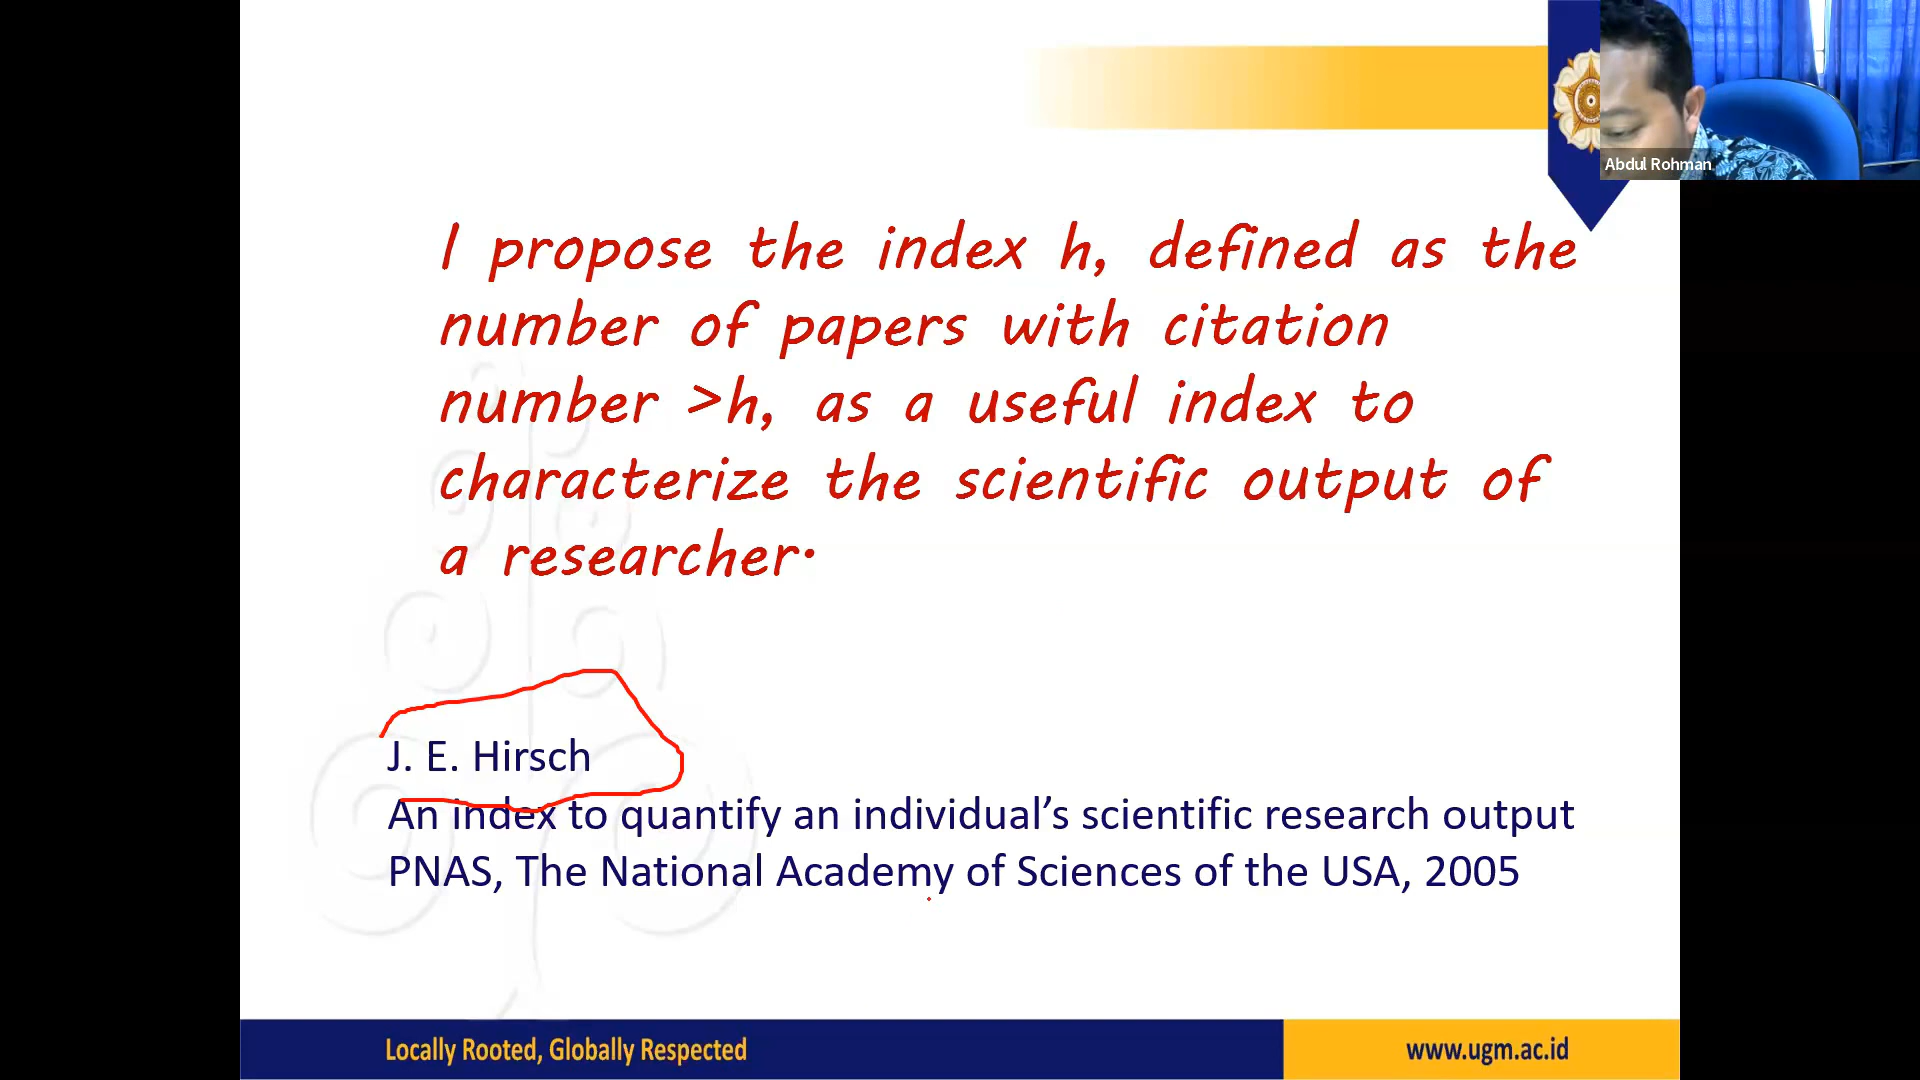 Abdul Rohman
I propose the index h, defined as the
number of papers with citation
number >h, as a useful index to
characterize the scientific output of
a researcher.
J. E. Hirsch
An index to quantify an individual's scientific research output
PNAS, The National Academy of Sciences of the USA, 2005
Locally Rooted, Globally Respected
www.ugm.ac.id